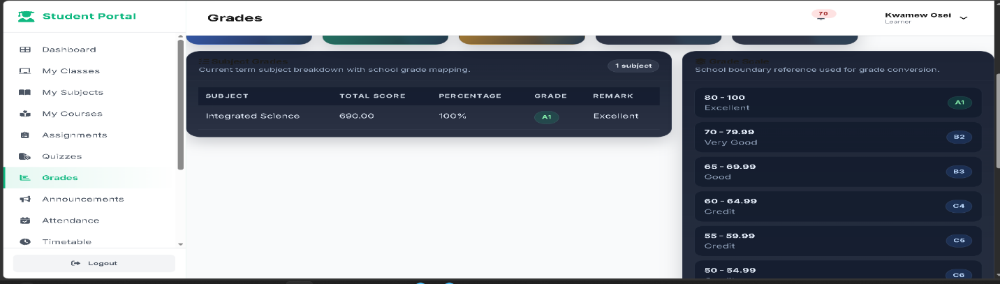 Student Portal
Grades
70
Kwamew Osei
Learner
Dashboard
My Classes
My Subjects
My Courses
Assignments
Quizzes
Grades
Announcements
Attendance
Timetable
Logout
Subject Grades
Current term subject breakdown with school grade mapping.
1 subject
SUBJECT TOTAL SCORE PERCENTAGE GRADE REMARK
Integrated Science 690.00 100% A1 Excellent
Grade Scale
School boundary reference used for grade conversion.
80 - 100
Excellent
A1
70 - 79.99
Very Good
B2
65 - 69.99
Good
B3
60 - 64.99
Credit
C4
55 - 59.99
Credit
C5
50 - 54.99
C6